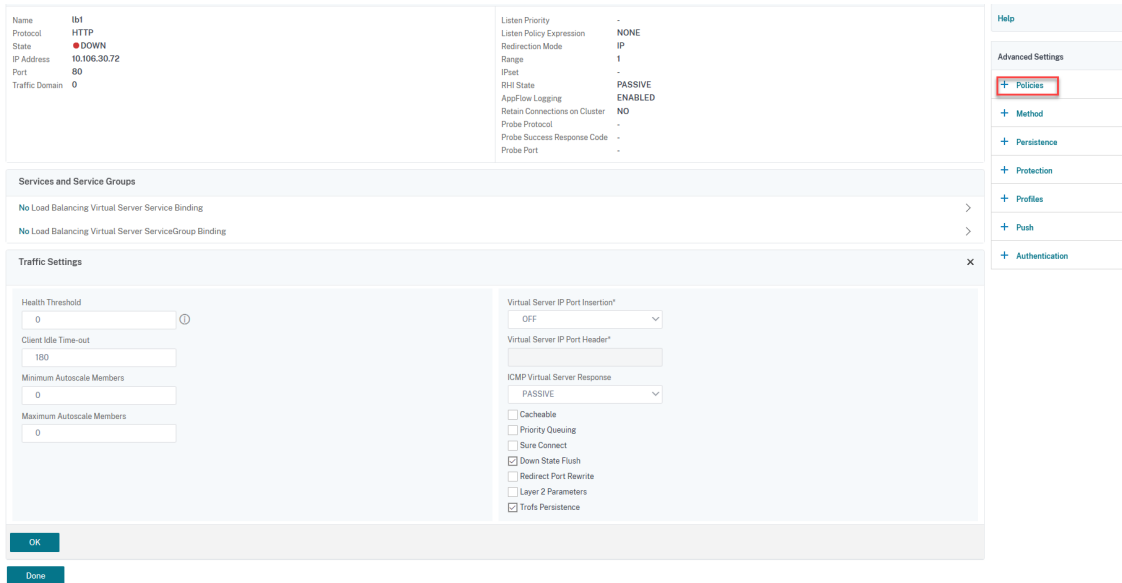 Name lb1
Protocol HTTP
State DOWN
IP Address 10.106.30.72
Port 80
Traffic Domain 0
Listen Priority -
Listen Policy Expression NONE
Redirection Mode IP
Range 1
IPset -
RHI State PASSIVE
AppFlow Logging ENABLED
Retain Connections on Cluster NO
Probe Protocol -
Probe Success Response Code -
Probe Port -
Services and Service Groups
No Load Balancing Virtual Server Service Binding
No Load Balancing Virtual Server ServiceGroup Binding
Traffic Settings
Health Threshold
0
Client Idle Time-out
180
Minimum Autoscale Members
0
Maximum Autoscale Members
0
Virtual Server IP Port Insertion*
OFF
Virtual Server IP Port Header*
ICMP Virtual Server Response
PASSIVE
Cacheable
Priority Queuing
Sure Connect
Down State Flush
Redirect Port Rewrite
Layer 2 Parameters
Trofs Persistence
OK
Done
Help
Advanced Settings
+ Policies
+ Method
+ Persistence
+ Protection
+ Profiles
+ Push
+ Authentication